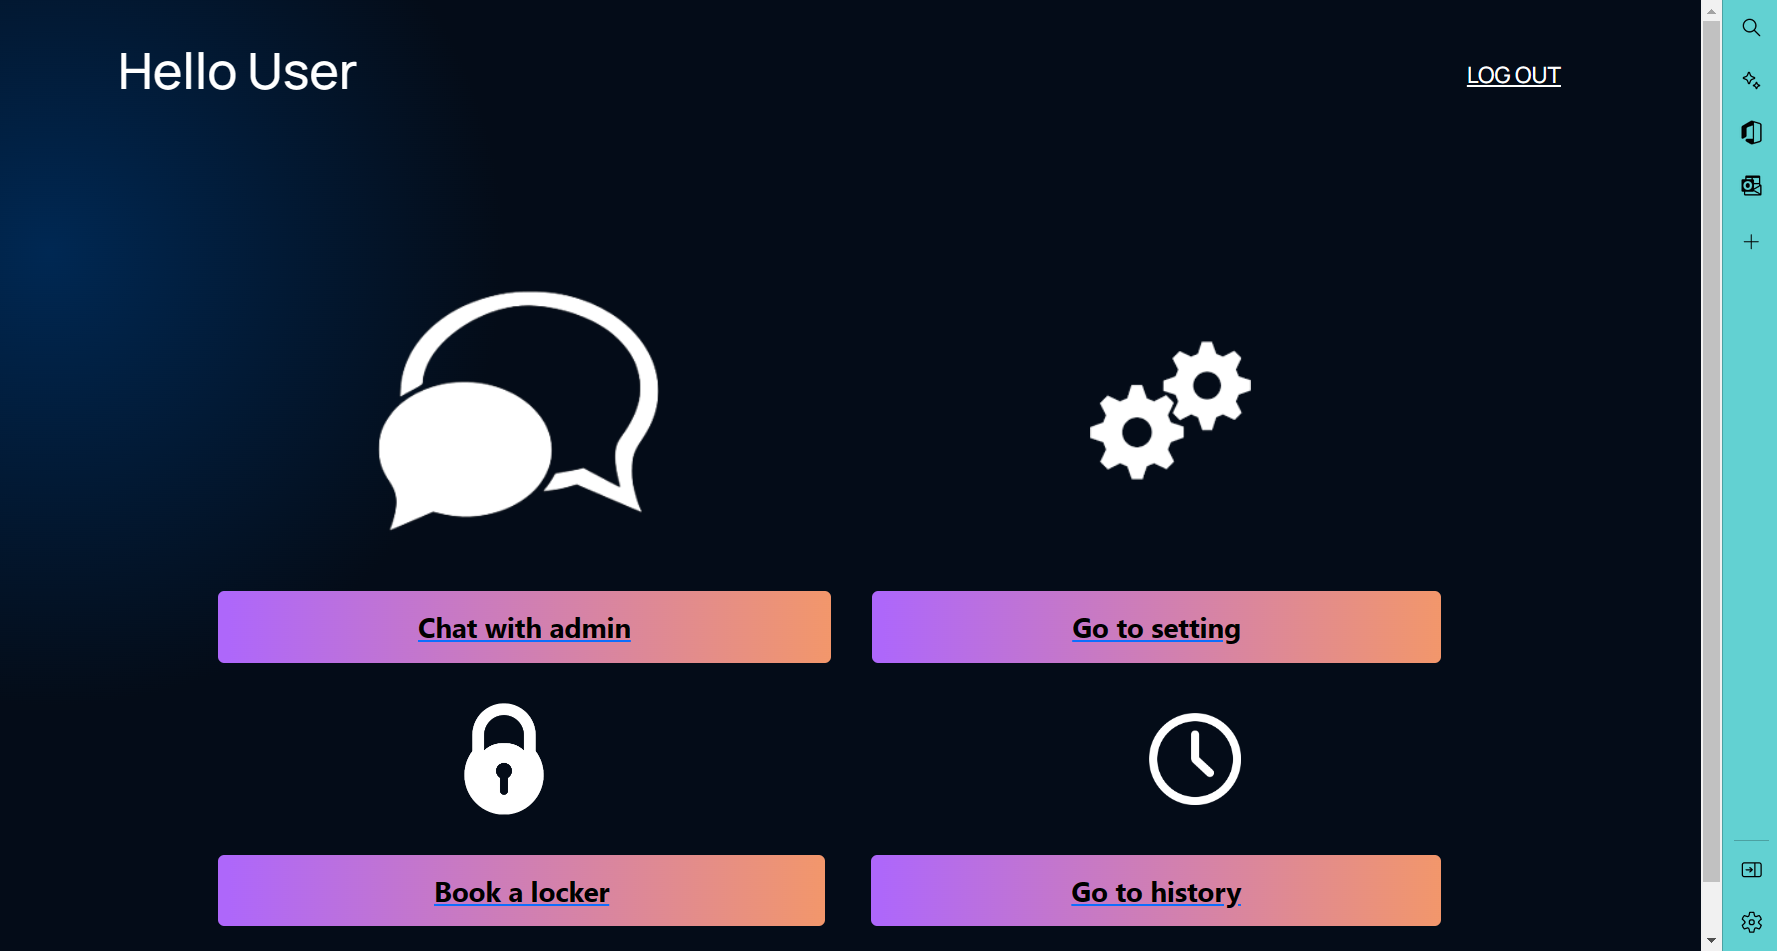 Hello User
LOG OUT
Chat with admin
Go to setting
Book a locker
Go to history